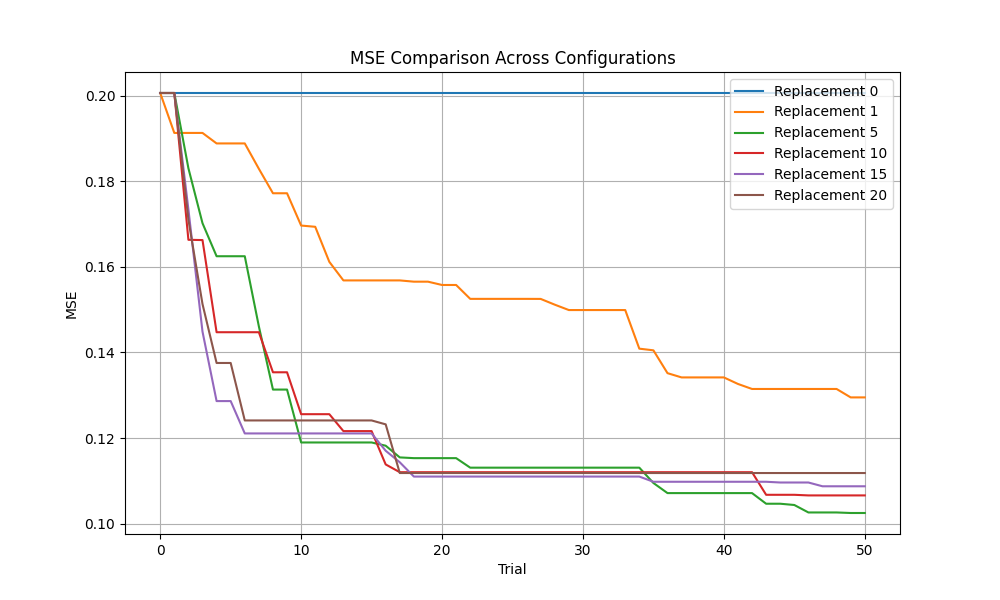 MSE Comparison Across Configurations
0.20
0.18
0.16
0.14
0.12
0.10
MSE
Replacement 0
Replacement 1
Replacement 5
Replacement 10
Replacement 15
Replacement 20
0 10 20 30 40 50
Trial